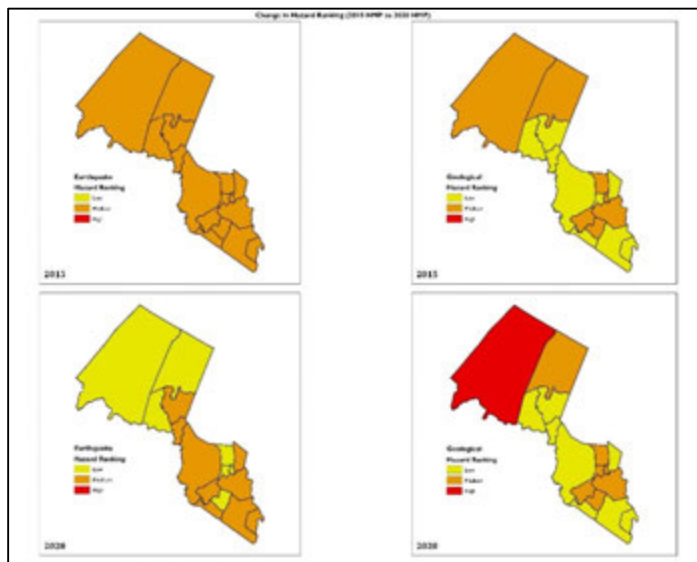 Change in Hazard Ranking (2015 HMP to 2020 HMP)
Earthquake
Hazard Ranking
Low
Medium
High
2015
Geological
Hazard Ranking
Low
Medium
High
2015
Earthquake
Hazard Ranking
Low
Medium
High
2020
Geological
Hazard Ranking
Low
Medium
High
2020